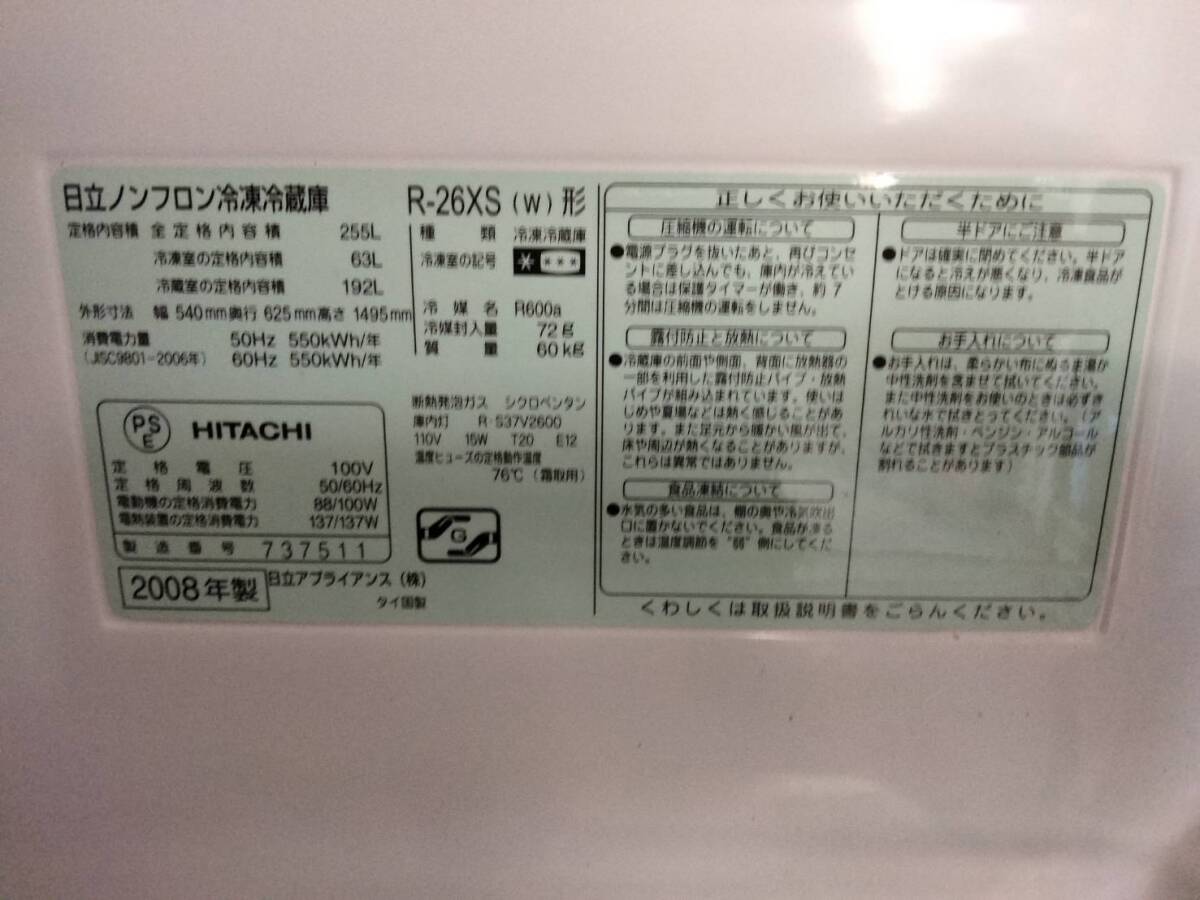 日立ノンフロン冷凍冷蔵庫
R-26XS (W) 形
定格内容積 全定格内容積 255L
冷凍室の定格内容積 63L
冷蔵室の定格内容積 192L
外形寸法 幅 540mm奥行 625mm高さ 1495mm
消費電力量 50Hz 550kWh/年
(JISC9801-2006年) 60Hz 550kWh/年
種類 冷凍冷蔵庫
冷凍室の記号
冷媒名 R600a
冷媒封入量 72g
質量 60kg
断熱発泡ガス シクロペンタン
庫内灯 R-S37V2600
110V 15W T20 E12
温度ヒューズの定格動作温度
76℃ (霜取用)
PSE HITACHI
定格電圧 100V
定格周波数 50/60Hz
電動機の定格消費電力 88/100W
電熱装置の定格消費電力 137/137W
製造番号 737511
G
2008年製
日立アプライアンス(株)
タイ国製
正しくお使いいただくために
圧縮機の運転について
●電源プラグを抜いたあと、再びコンセ
ントに差し込んでも、庫内が冷えてい
る場合は保護タイマーが働き、約7
分間は圧縮機の運転をしません。
露付防止と放熱について
●冷蔵庫の前面や側面、背面に放熱器の
一部を利用した露付防止パイプ・放熱
パイプが組み込まれています。使いは
じめや夏場などは熱く感じることがあ
ります。また足元から暖かい風が出て、
床や周辺が熱くなることがありますが、
これらは異常ではありません。
食品凍結について
●水気の多い食品は、棚の奥や冷気吹出
口に置かないでください。食品が凍る
ときは温度調節を"弱"側にしてくだ
さい。
半ドアにご注意
●ドアは確実に閉めてください。半ドア
になると冷えが悪くなり、冷凍食品が
とける原因になります。
お手入れについて
●お手入れは、柔らかい布にぬるま湯か
中性洗剤を含ませて拭いてください。
また中性洗剤をお使いのときは必ずき
れいな水で拭きとってください。(ア
ルカリ性洗剤・ベンジン・アルコール
などで拭きますとプラスチック部品が
割れることがあります)
くわしくは取扱説明書をごらんください。